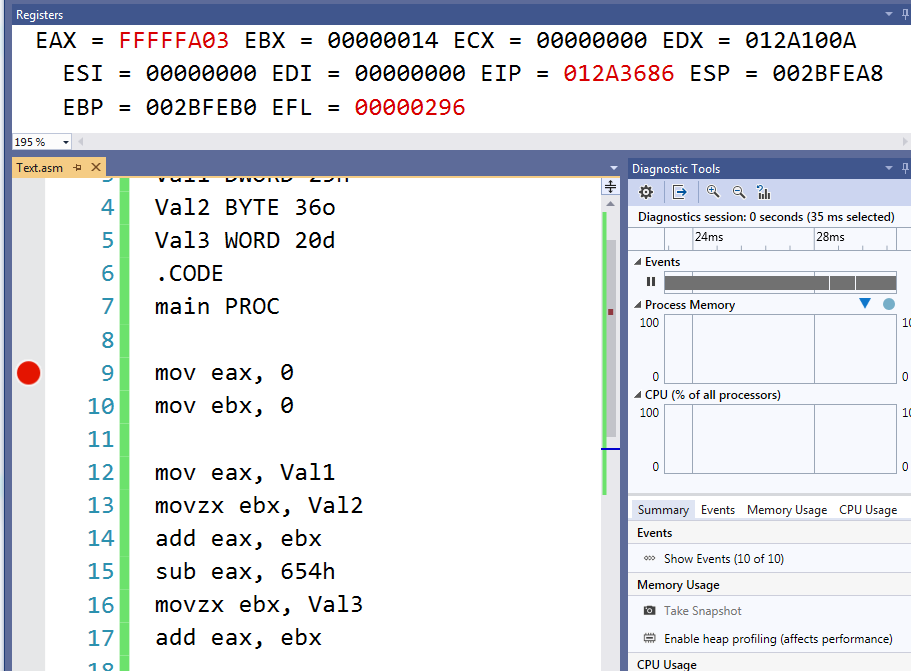 Registers
EAX = FFFFFA03 EBX = 00000014 ECX = 00000000 EDX = 012A100A
ESI = 00000000 EDI = 00000000 EIP = 012A3686 ESP = 002BFEA8
EBP = 002BFEB0 EFL = 00000296
195 %
Text.asm
4 Val2 BYTE 36o
5 Val3 WORD 20d
6 .CODE
7 main PROC
8
9 mov eax, 0
10 mov ebx, 0
11
12 mov eax, Val1
13 movzx ebx, Val2
14 add eax, ebx
15 sub eax, 654h
16 movzx ebx, Val3
17 add eax, ebx
18
Diagnostic Tools
Diagnostics session: 0 seconds (35 ms selected)
24ms 28ms
Events
Process Memory
100 10
0 0
CPU (% of all processors)
100 10
0 0
Summary Events Memory Usage CPU Usage
Events
Show Events (10 of 10)
Memory Usage
Take Snapshot
Enable heap profiling (affects performance)
CPU Usage